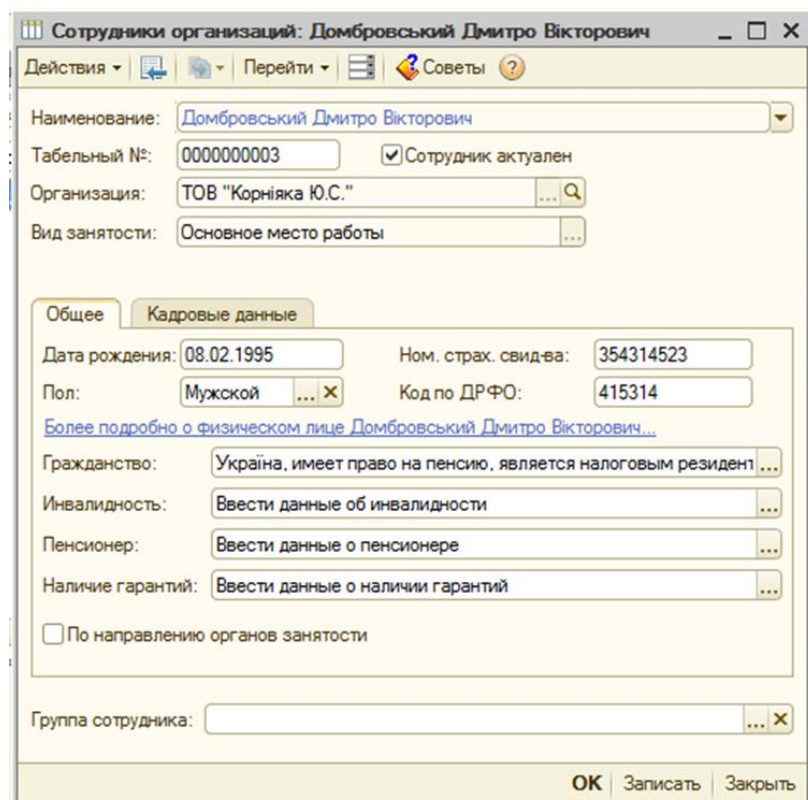 Сотрудники организаций: Домбровський Дмитро Вікторович
Действия Перейти Советы
Наименование: Домбровський Дмитро Вікторович
Табельный №: 0000000003 Сотрудник актуален
Организация: ТОВ "Корніяка Ю.С." ...
Вид занятости: Основное место работы ...
Общее Кадровые данные
Дата рождения: 08.02.1995 Ном. страх. свид-ва: 354314523
Пол: Мужской ... Код по ДРФО: 415314
Более подробно о физическом лице Домбровський Дмитро Вікторович...
Гражданство: Україна, имеет право на пенсию, является налоговым резидент ...
Инвалидность: Ввести данные об инвалидности ...
Пенсионер: Ввести данные о пенсионере ...
Наличие гарантий: Ввести данные о наличии гарантий ...
По направлению органов занятости
Группа сотрудника: ...
OK Записать Закрыть